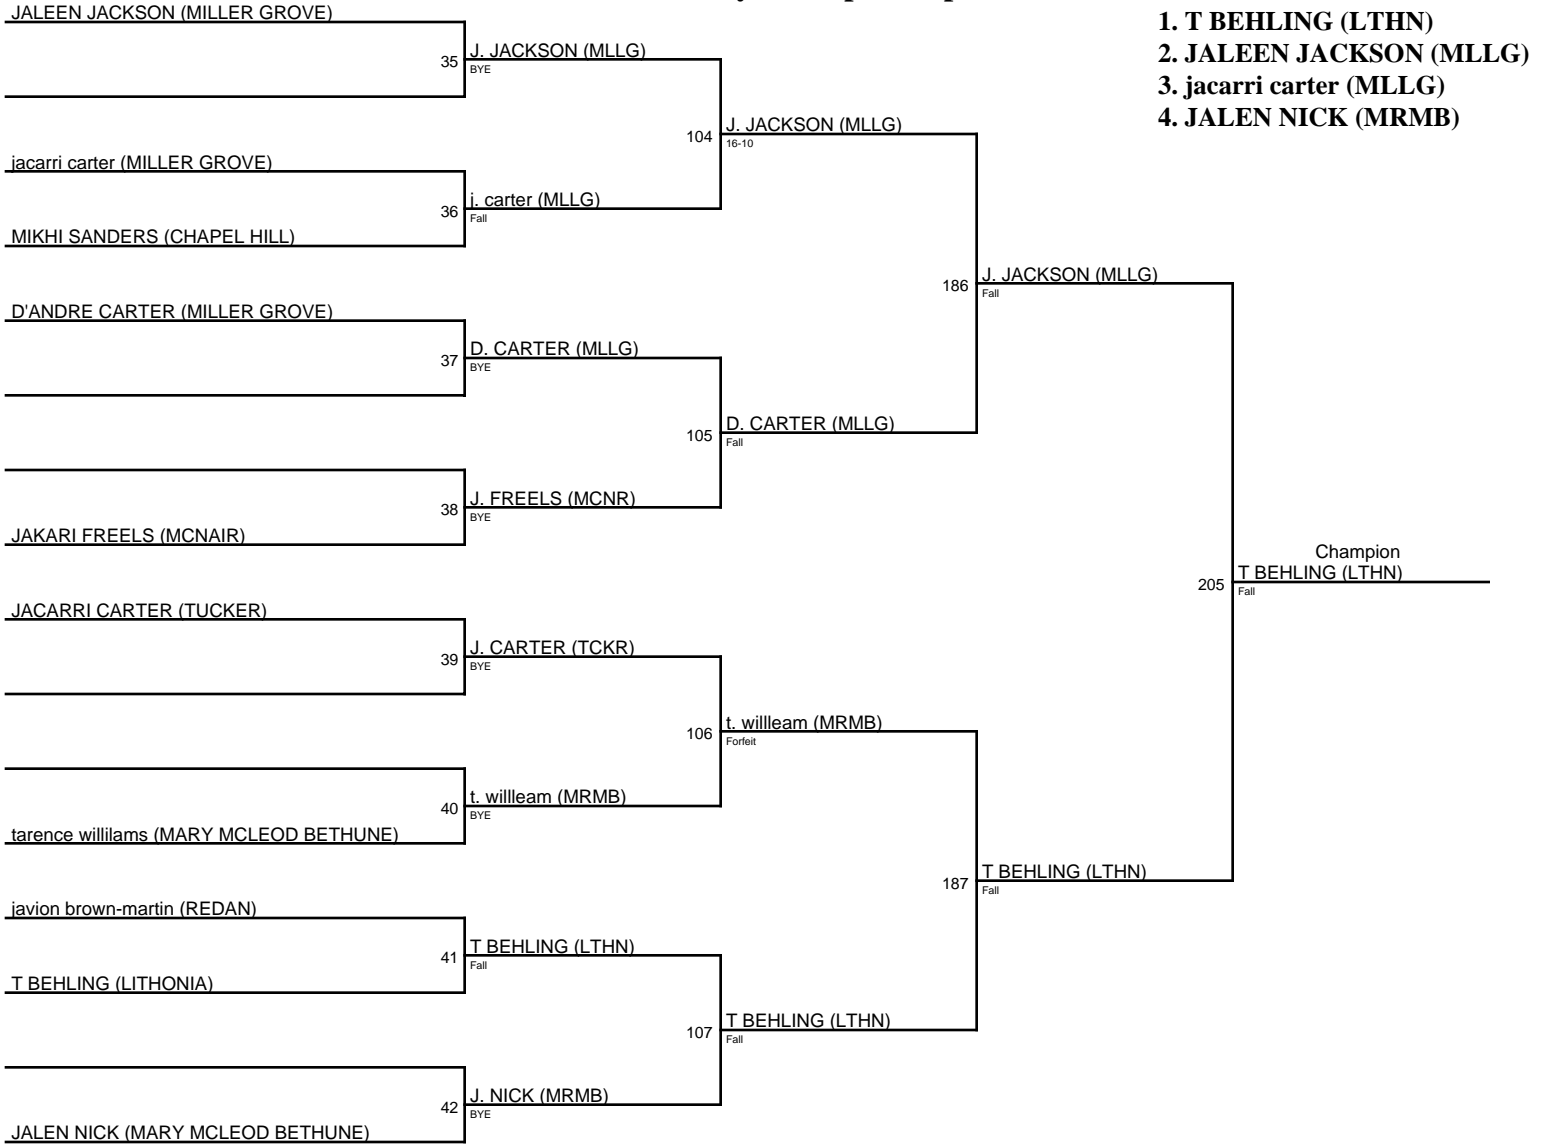 JALEEN JACKSON (MILLER GROVE)
35
J. JACKSON (MLLG)
BYE
jacarri carter (MILLER GROVE)
36
j. carter (MLLG)
Fall
MIKHI SANDERS (CHAPEL HILL)
104
J. JACKSON (MLLG)
16-10
D'ANDRE CARTER (MILLER GROVE)
37
D. CARTER (MLLG)
BYE
38
J. FREELS (MCNR)
BYE
JAKARI FREELS (MCNAIR)
105
D. CARTER (MLLG)
Fall
186
J. JACKSON (MLLG)
Fall
JACARRI CARTER (TUCKER)
39
J. CARTER (TCKR)
BYE
40
t. willleam (MRMB)
BYE
tarence willilams (MARY MCLEOD BETHUNE)
106
t. willleam (MRMB)
Forfeit
javion brown-martin (REDAN)
41
T BEHLING (LTHN)
Fall
T BEHLING (LITHONIA)
42
J. NICK (MRMB)
BYE
JALEN NICK (MARY MCLEOD BETHUNE)
107
T BEHLING (LTHN)
Fall
187
T BEHLING (LTHN)
Fall
205
Champion
T BEHLING (LTHN)
Fall
1. T BEHLING (LTHN)
2. JALEEN JACKSON (MLLG)
3. jacarri carter (MLLG)
4. JALEN NICK (MRMB)